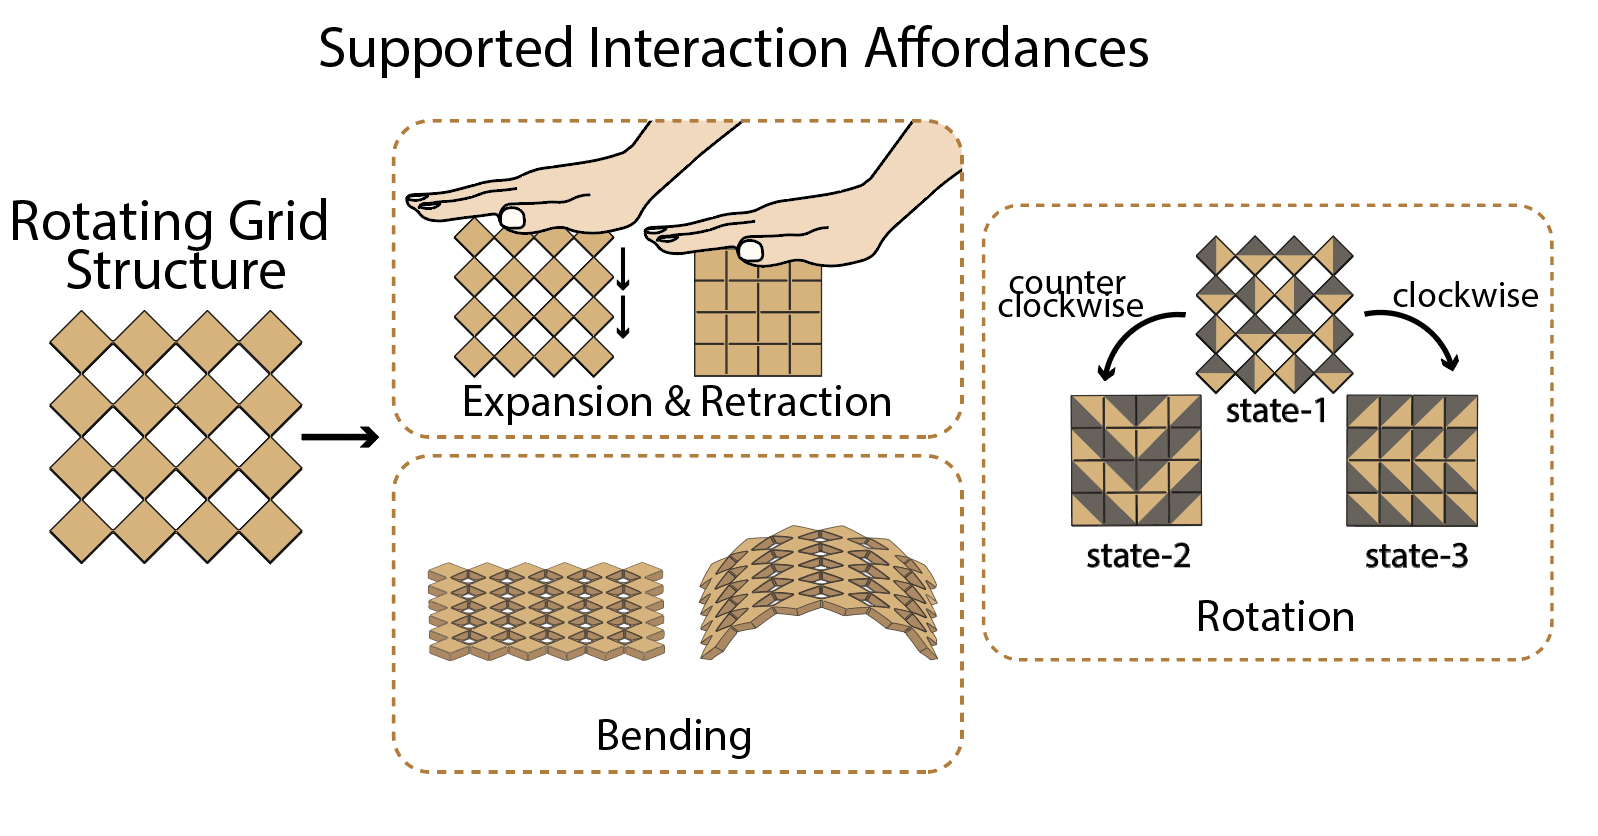 Supported Interaction Affordances
Rotating Grid
Structure
Expansion & Retraction
Bending
counter
clockwise
clockwise
state-1
state-2
state-3
Rotation